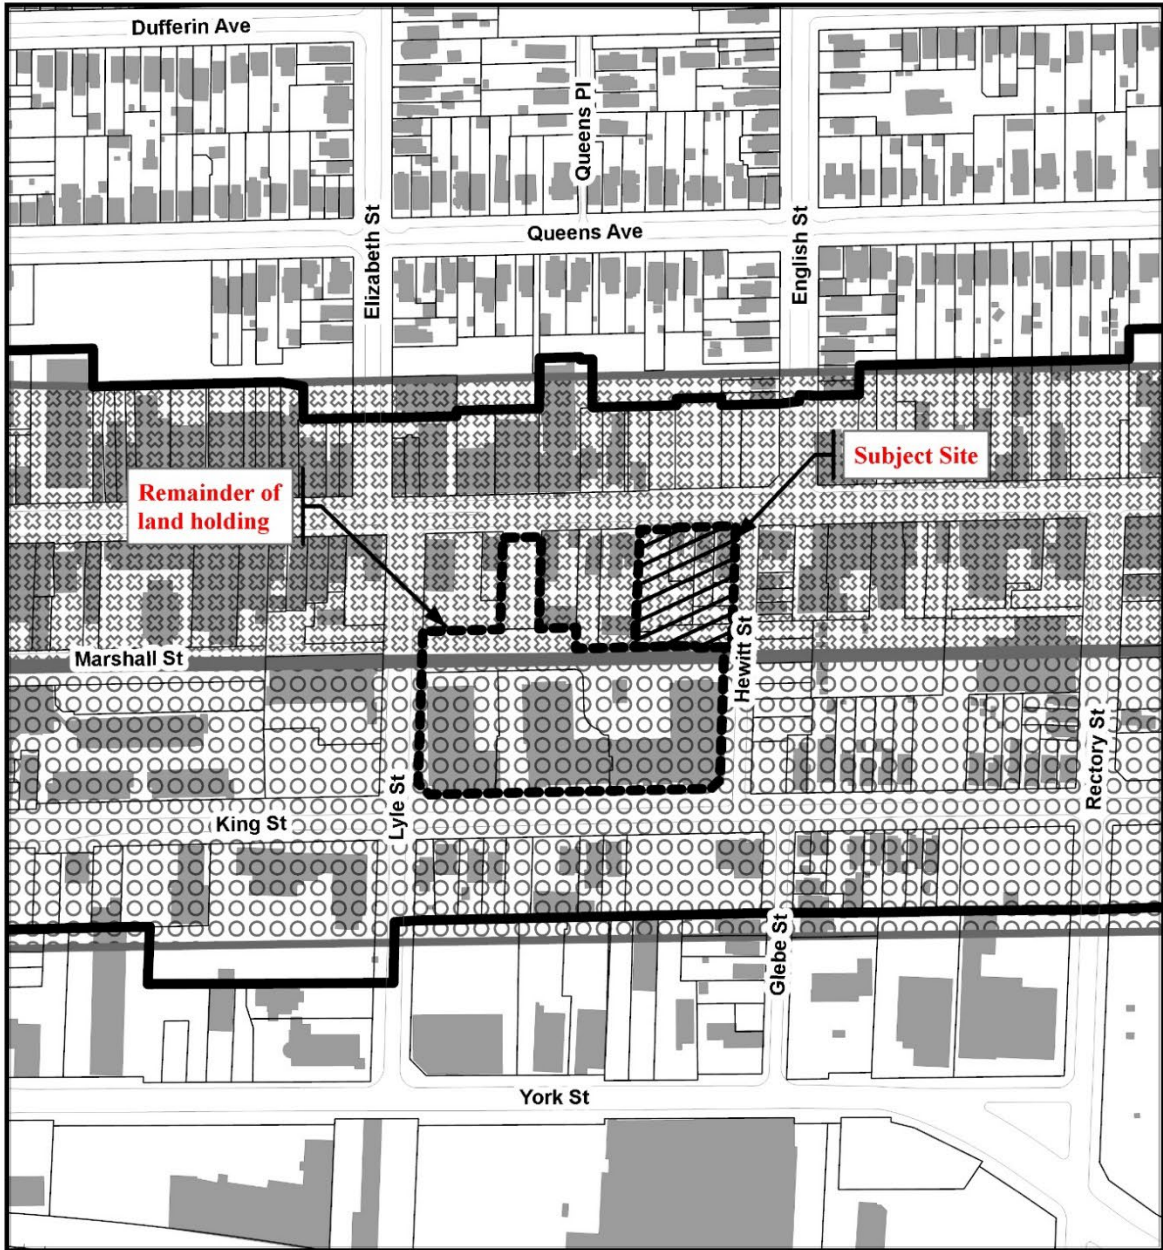 Dufferin Ave
Queens Pl
Elizabeth St
Queens Ave
English St
Subject Site
Remainder of
land holding
Marshall St
Hewitt St
Rectory St
Lyle St
King St
Glebe St
York St